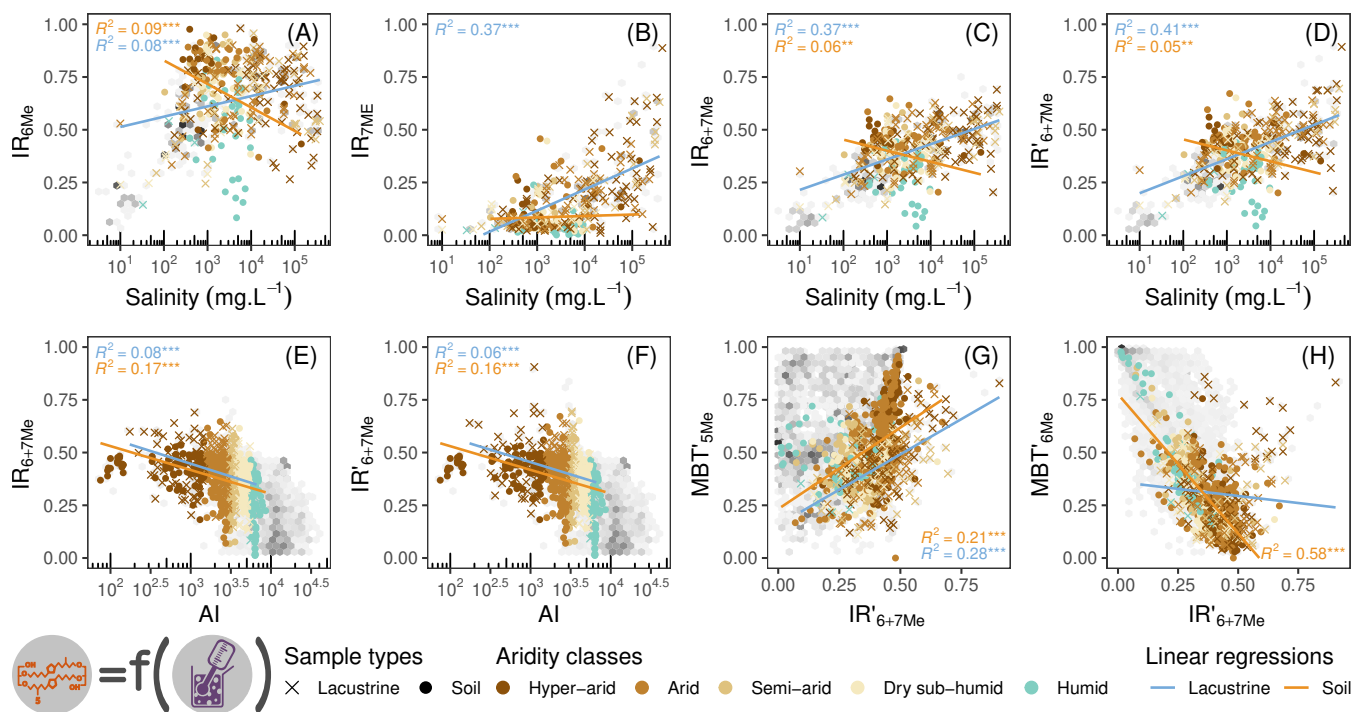 R² = 0.09***
R² = 0.08***
(A)
1.00
0.75
0.50
0.25
0.00
IR6Me
10¹ 10² 10³ 10⁴ 10⁵
Salinity (mg.L⁻¹)
R² = 0.37***
(B)
1.00
0.75
0.50
0.25
0.00
IR7ME
10¹ 10² 10³ 10⁴ 10⁵
Salinity (mg.L⁻¹)
R² = 0.37***
R² = 0.06**
(C)
1.00
0.75
0.50
0.25
0.00
IR6+7Me
10¹ 10² 10³ 10⁴ 10⁵
Salinity (mg.L⁻¹)
R² = 0.41***
R² = 0.05**
(D)
1.00
0.75
0.50
0.25
0.00
IR'6+7Me
10¹ 10² 10³ 10⁴ 10⁵
Salinity (mg.L⁻¹)
R² = 0.08***
R² = 0.17***
(E)
1.00
0.75
0.50
0.25
0.00
IR6+7Me
10² 10^2.5 10³ 10^3.5 10⁴ 10^4.5
AI
R² = 0.06***
R² = 0.16***
(F)
1.00
0.75
0.50
0.25
0.00
IR'6+7Me
10² 10^2.5 10³ 10^3.5 10⁴ 10^4.5
AI
(G)
1.00
0.75
0.50
0.25
0.00
MBT'5Me
R² = 0.21***
R² = 0.28***
0.00 0.25 0.50 0.75
IR'6+7Me
(H)
1.00
0.75
0.50
0.25
0.00
MBT'6Me
R² = 0.58***
0.00 0.25 0.50 0.75
IR'6+7Me
OH O O O O OH S
=f( )
Sample types
Lacustrine Soil
Aridity classes
Hyper-arid Arid Semi-arid Dry sub-humid Humid
Linear regressions
Lacustrine Soil